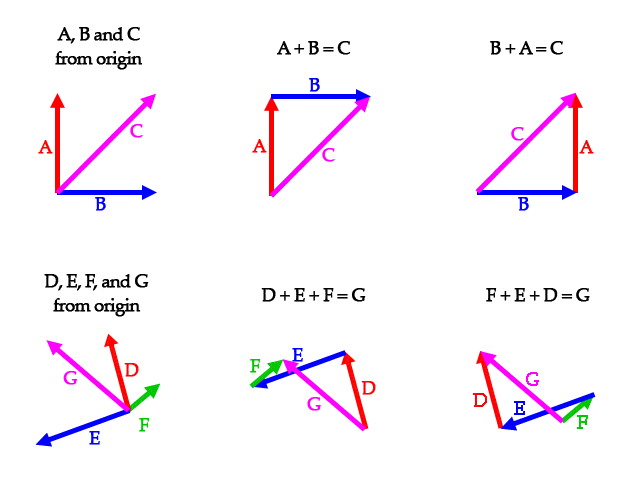 A, B and C
from origin
A + B = C
B + A = C
A
C
B
B
A
C
C
A
B
D, E, F, and G
from origin
D + E + F = G
F + E + D = G
G
D
F
E
F
E
D
G
G
D
E
F